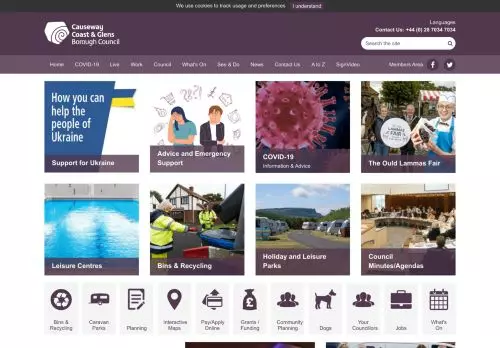 We use cookies to track usage and preferences I understand
Causeway
Coast & Glens
Borough Council
Languages
Contact Us: +44 (0) 28 7034 7034
Search the site
Home COVID-19 Live Work Council What's On See & Do News Contact Us A to Z SignVideo Members Area
How you can
help the
people of
Ukraine
Support for Ukraine
Advice and Emergency
Support
COVID-19
Information & Advice
LAMMAS
FAIR
The Ould Lammas Fair
Leisure Centres
Bins & Recycling
Holiday and Leisure
Parks
Council
Minutes/Agendas
Bins &
Recycling
Caravan
Parks
Planning
Interactive
Maps
Pay/Apply
Online
Grants /
Funding
Community
Planning
Dogs
Your
Councillors
Jobs
What's
On